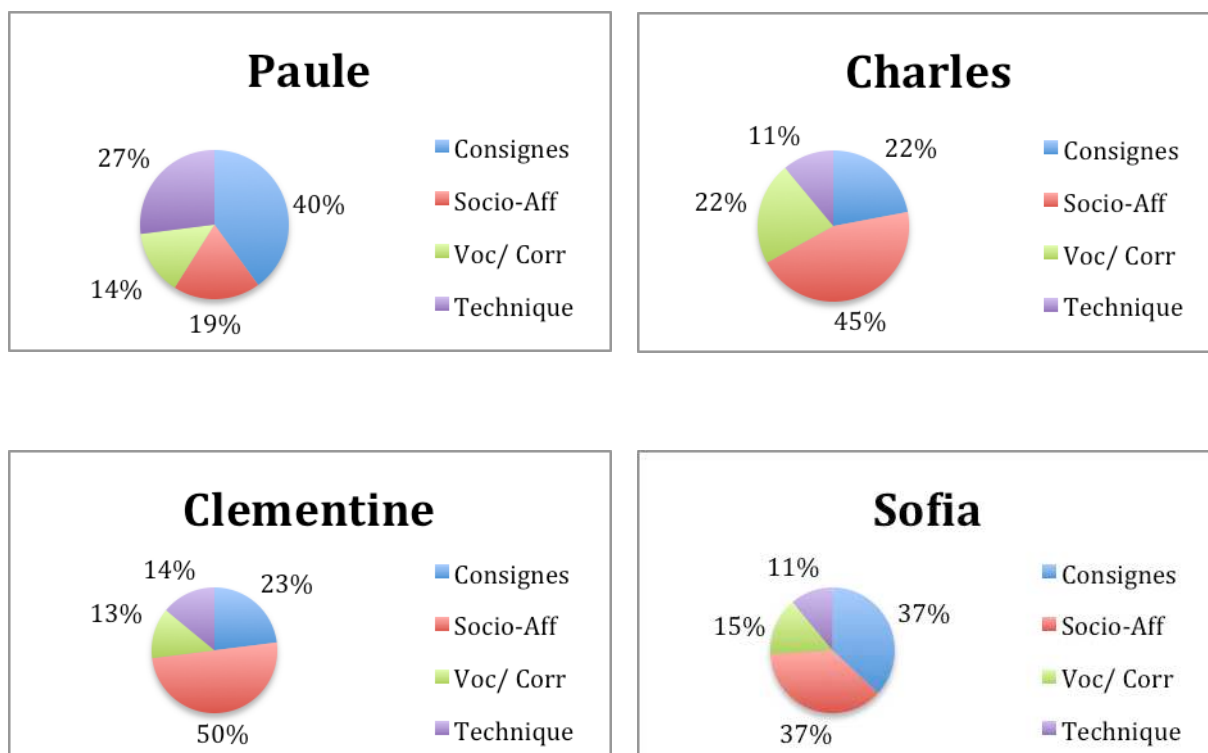 Paule
27%
40%
14%
19%
Consignes
Socio-Aff
Voc/ Corr
Technique
Charles
11%
22%
22%
45%
Consignes
Socio-Aff
Voc/ Corr
Technique
Clementine
14%
23%
13%
50%
Consignes
Socio-Aff
Voc/ Corr
Technique
Sofia
11%
37%
15%
37%
Consignes
Socio-Aff
Voc/ Corr
Technique